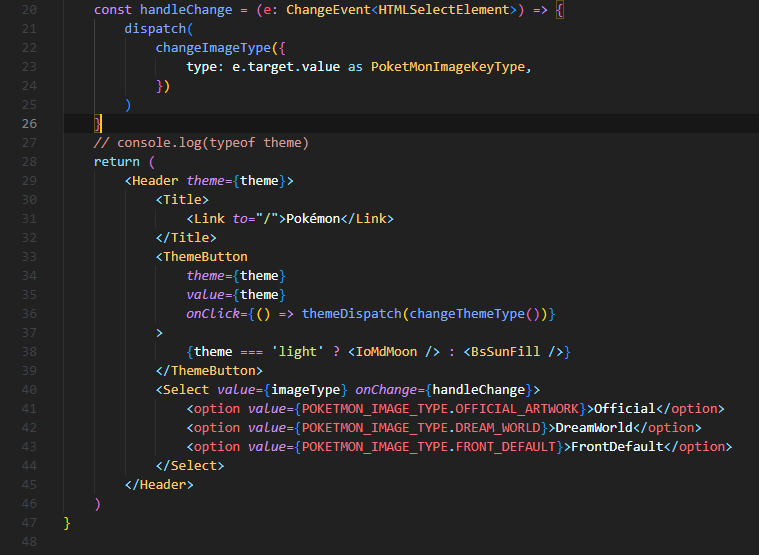 20 const handleChange = (e: ChangeEvent<HTMLSelectElement>) => {
21 dispatch(
22 changeImageType({
23 type: e.target.value as PoketMonImageKeyType,
24 })
25 )
26 }
27 // console.log(typeof theme)
28 return (
29 <Header theme={theme}>
30 <Title>
31 <Link to="/">Pokémon</Link>
32 </Title>
33 <ThemeButton
34 theme={theme}
35 value={theme}
36 onClick={() => themeDispatch(changeThemeType())}
37 >
38 {theme === 'light' ? <IoMdMoon /> : <BsSunFill />}
39 </ThemeButton>
40 <Select value={imageType} onChange={handleChange}>
41 <option value={POKETMON_IMAGE_TYPE.OFFICIAL_ARTWORK}>Official</option>
42 <option value={POKETMON_IMAGE_TYPE.DREAM_WORLD}>DreamWorld</option>
43 <option value={POKETMON_IMAGE_TYPE.FRONT_DEFAULT}>FrontDefault</option>
44 </Select>
45 </Header>
46 )
47 }
48